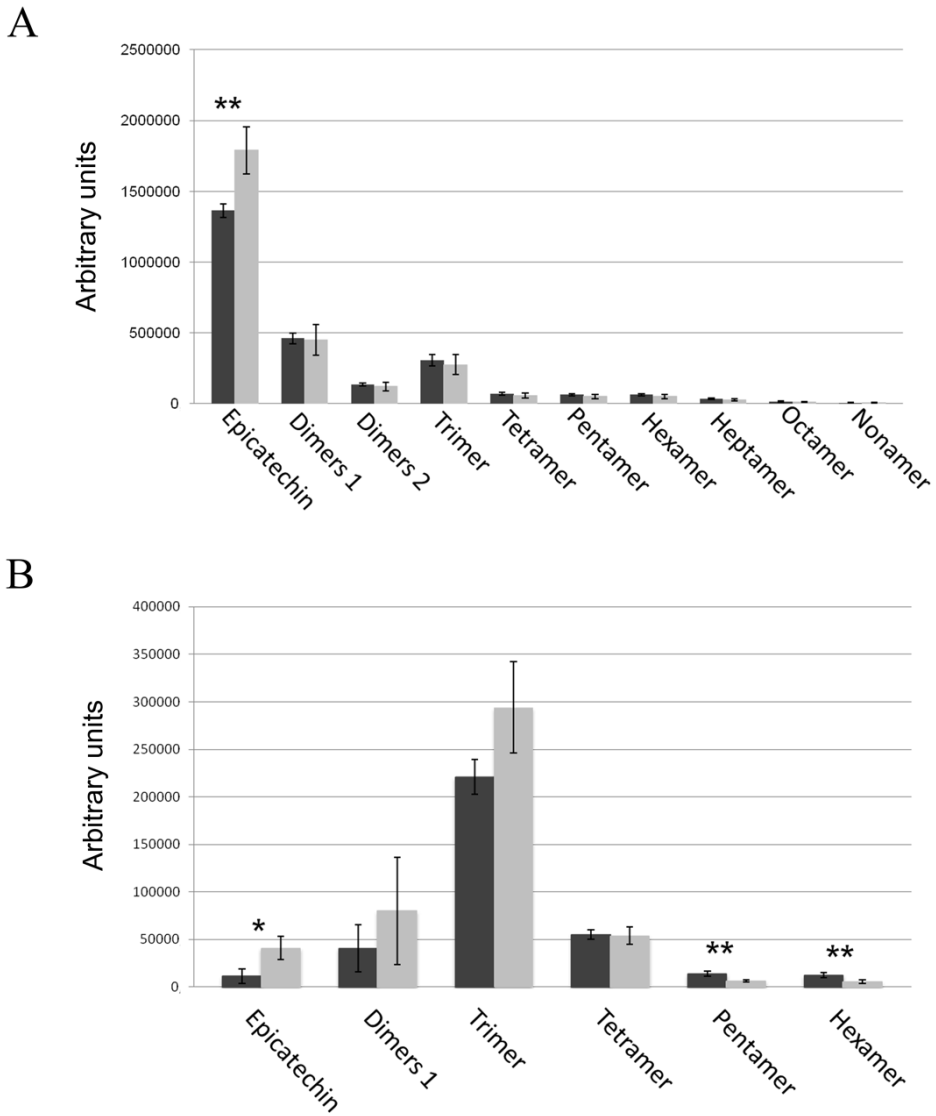 A
2500000
2000000
1500000
1000000
500000
0
Arbitrary units
**
Epicatechin
Dimers 1
Dimers 2
Trimer
Tetramer
Pentamer
Hexamer
Heptamer
Octamer
Nonamer
B
400000
350000
300000
250000
200000
150000
100000
50000
0
Arbitrary units
*
**
**
Epicatechin
Dimers 1
Trimer
Tetramer
Pentamer
Hexamer